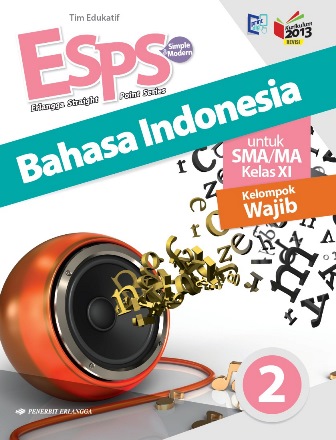 Tim Edukatif
ESPS
Simple
& Modern
Erlangga Straight Point Series
Kurikulum
2013
REVISI
Bahasa Indonesia
untuk
SMA/MA
Kelas XI
Kelompok
Wajib
2
PENERBIT ERLANGGA